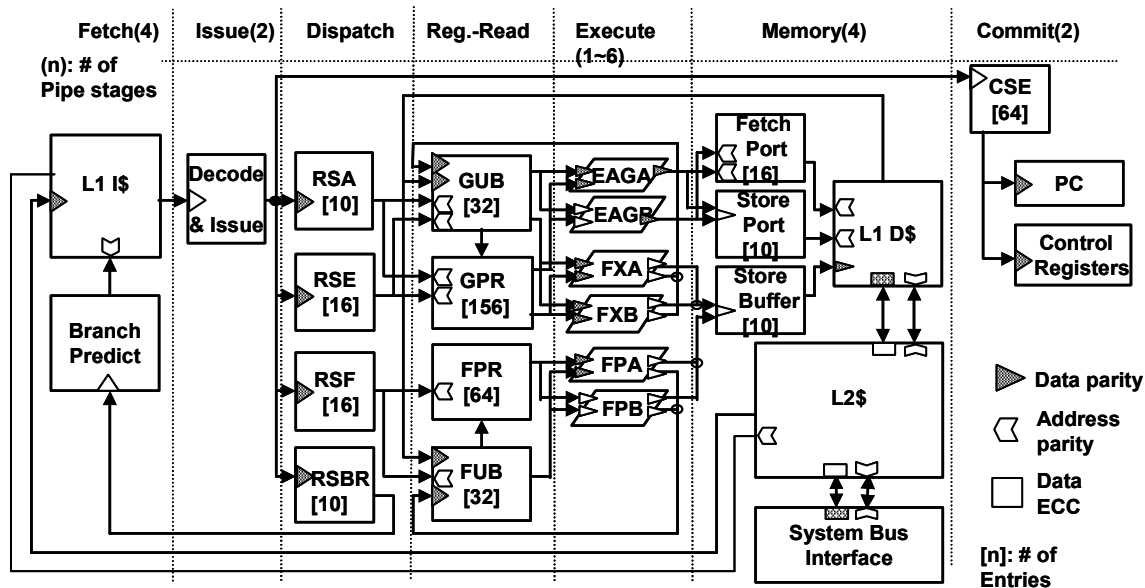 Fetch(4)
Issue(2)
Dispatch
Reg.-Read
Execute
(1~6)
Memory(4)
Commit(2)
(n): # of
Pipe stages
L1 I$
Branch
Predict
Decode
& Issue
RSA
[10]
RSE
[16]
RSF
[16]
RSBR
[10]
GUB
[32]
GPR
[156]
FPR
[64]
FUB
[32]
EAGA
EAGB
FXA
FXB
FPA
FPB
Fetch
Port
[16]
Store
Port
[10]
Store
Buffer
[10]
L1 D$
L2$
System Bus
Interface
CSE
[64]
PC
Control
Registers
Data parity
Address
parity
Data
ECC
[n]: # of
Entries